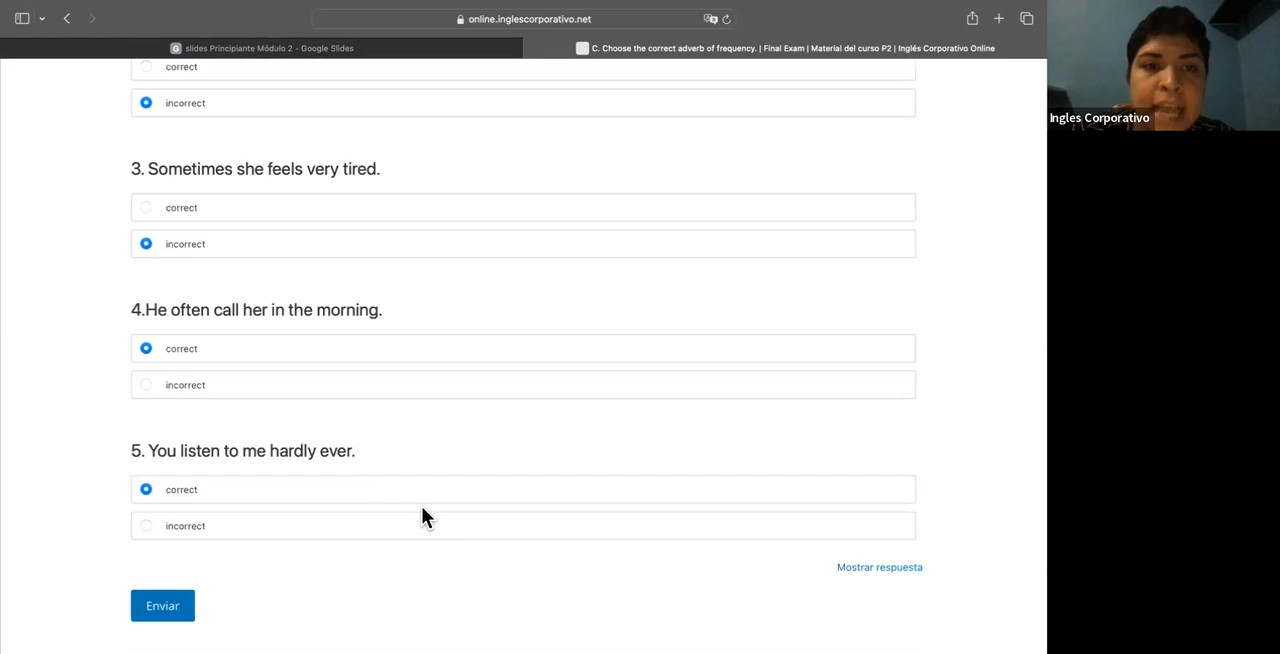 online.inglescorporativo.net
slides Principiante Módulo 2 - Google Slides
C. Choose the correct adverb of frequency. | Final Exam | Material del curso P2 | Inglés Corporativo Online
Ingles Corporativo
correct
incorrect
3. Sometimes she feels very tired.
correct
incorrect
4.He often call her in the morning.
correct
incorrect
5. You listen to me hardly ever.
correct
incorrect
Mostrar respuesta
Enviar